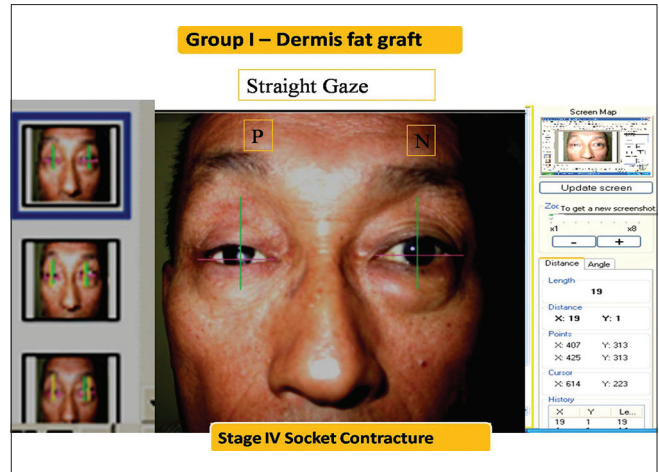 Group I – Dermis fat graft
Straight Gaze
P
N
Stage IV Socket Contracture
Screen Map
Update screen
To get a new screenshot
x1 x8
- +
Distance Angle
Length
19
Distance
X: 19 Y: 1
Points
X: 407 Y: 313
X: 425 Y: 313
Cursor
X: 614 Y: 223
History
X Y Le...
19 1 19